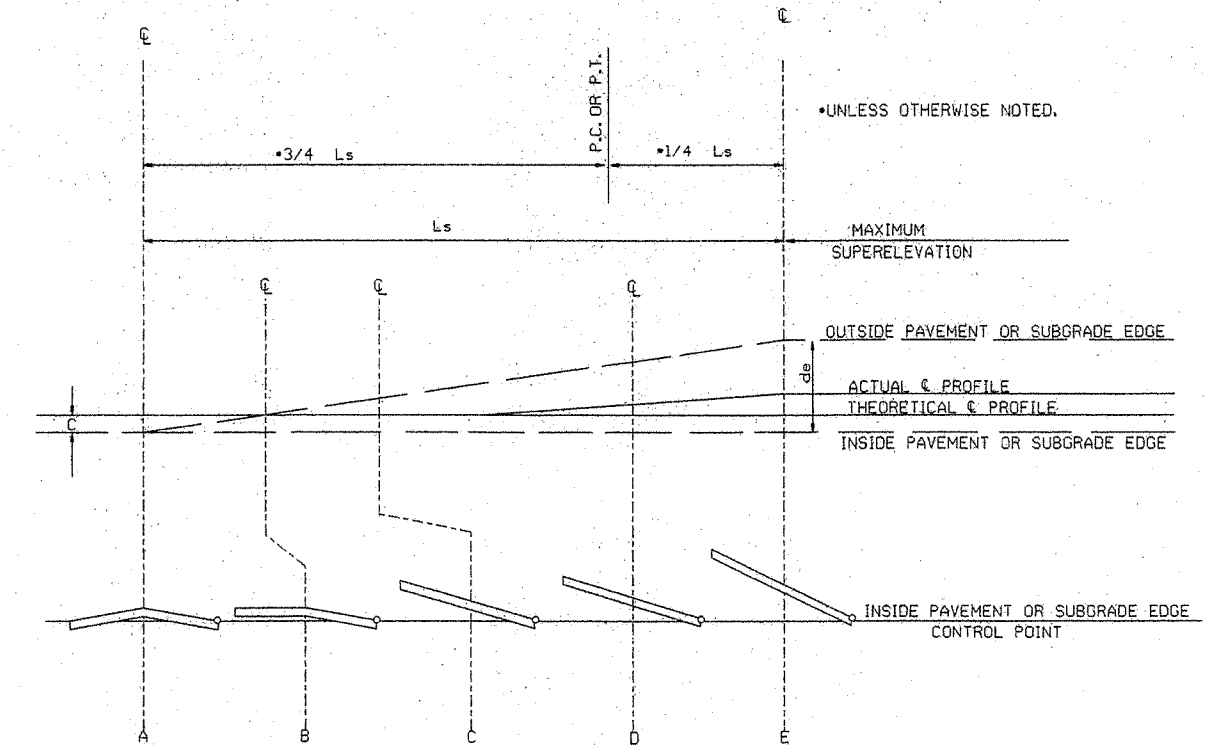 ℄
℄
P.C. OR P.T.
•UNLESS OTHERWISE NOTED.
•3/4 Ls
•1/4 Ls
Ls
MAXIMUM
SUPERELEVATION
℄
℄
℄
OUTSIDE PAVEMENT OR SUBGRADE EDGE
de
ACTUAL ℄ PROFILE
THEORETICAL ℄ PROFILE
C
INSIDE PAVEMENT OR SUBGRADE EDGE
INSIDE PAVEMENT OR SUBGRADE EDGE
CONTROL POINT
A
B
C
D
E